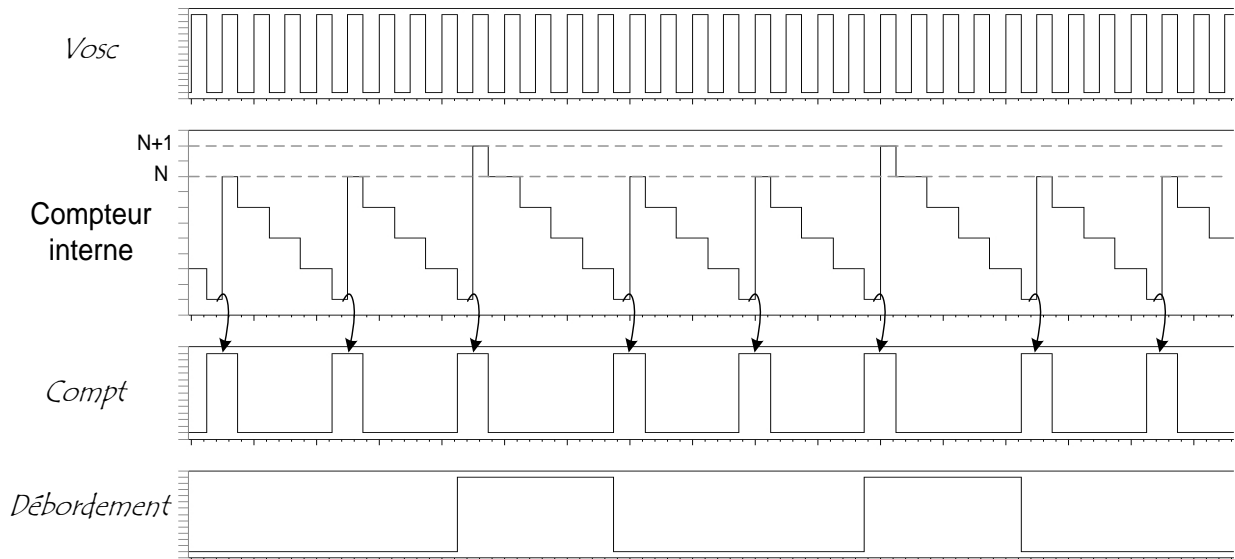 Vosc
N+1
N
Compteur
interne
Compt
Débordement